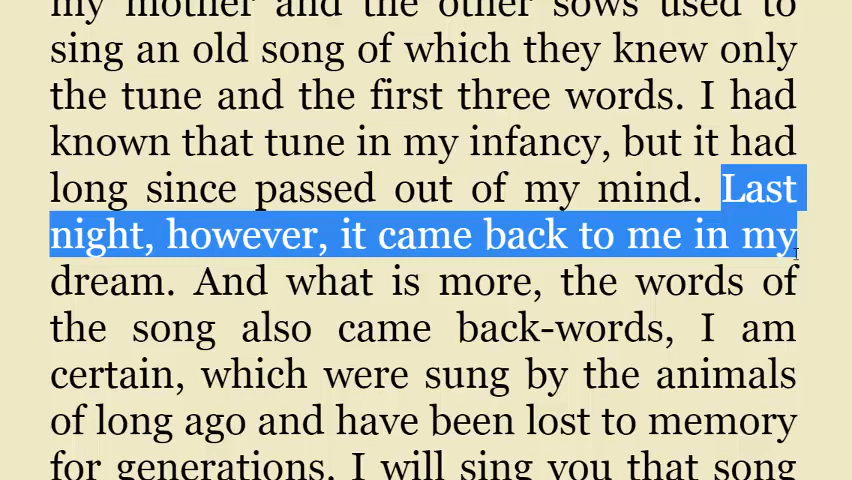 my mother and the other sows used to
sing an old song of which they knew only
the tune and the first three words. I had
known that tune in my infancy, but it had
long since passed out of my mind. Last
night, however, it came back to me in my
dream. And what is more, the words of
the song also came back-words, I am
certain, which were sung by the animals
of long ago and have been lost to memory
for generations. I will sing you that song